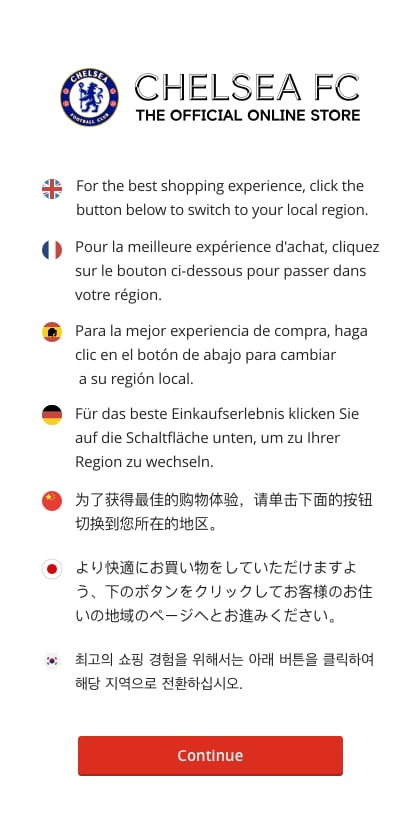 CHELSEA
FOOTBALL CLUB
CHELSEA FC
THE OFFICIAL ONLINE STORE
For the best shopping experience, click the
button below to switch to your local region.
Pour la meilleure expérience d'achat, cliquez
sur le bouton ci-dessous pour passer dans
votre région.
Para la mejor experiencia de compra, haga
clic en el botón de abajo para cambiar
a su región local.
Für das beste Einkaufserlebnis klicken Sie
auf die Schaltfläche unten, um zu Ihrer
Region zu wechseln.
为了获得最佳的购物体验，请单击下面的按钮
切换到您所在的地区。
より快適にお買い物をしていただけますよ
う、下のボタンをクリックしてお客様のお住
いの地域のページへとお進みください。
최고의 쇼핑 경험을 위해서는 아래 버튼을 클릭하여
해당 지역으로 전환하십시오.
Continue